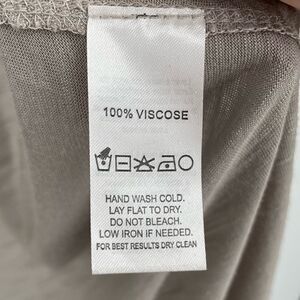 100% VISCOSE
HAND WASH COLD.
LAY FLAT TO DRY.
DO NOT BLEACH.
LOW IRON IF NEEDED.
FOR BEST RESULTS DRY CLEAN